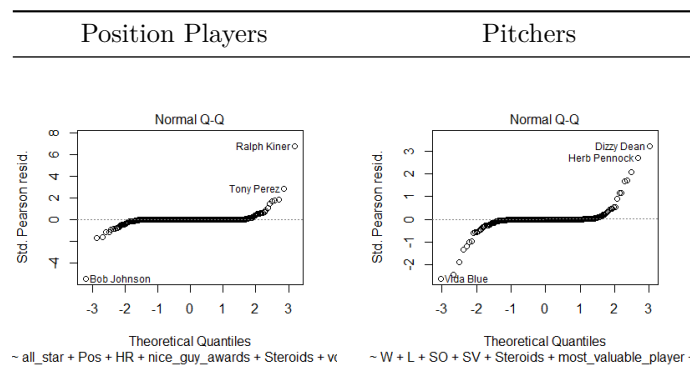 Position Players
Pitchers
Normal Q-Q
Std. Pearson resid.
8
6
4
2
0
-4
Ralph Kiner
Tony Perez
Bob Johnson
-3 -2 -1 0 1 2 3
Theoretical Quantiles
~ all_star + Pos + HR + nice_guy_awards + Steroids + vo
Normal Q-Q
Std. Pearson resid.
3
2
1
0
-1
-2
Dizzy Dean
Herb Pennock
Vida Blue
-3 -2 -1 0 1 2 3
Theoretical Quantiles
~ W + L + SO + SV + Steroids + most_valuable_player +